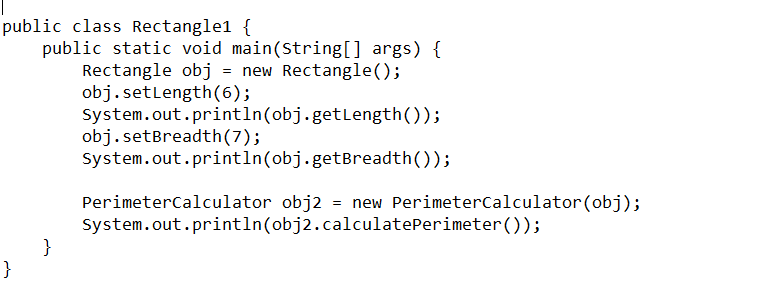 public class Rectangle1 {
    public static void main(String[] args) {
        Rectangle obj = new Rectangle();
        obj.setLength(6);
        System.out.println(obj.getLength());
        obj.setBreadth(7);
        System.out.println(obj.getBreadth());

        PerimeterCalculator obj2 = new PerimeterCalculator(obj);
        System.out.println(obj2.calculatePerimeter());
    }
}